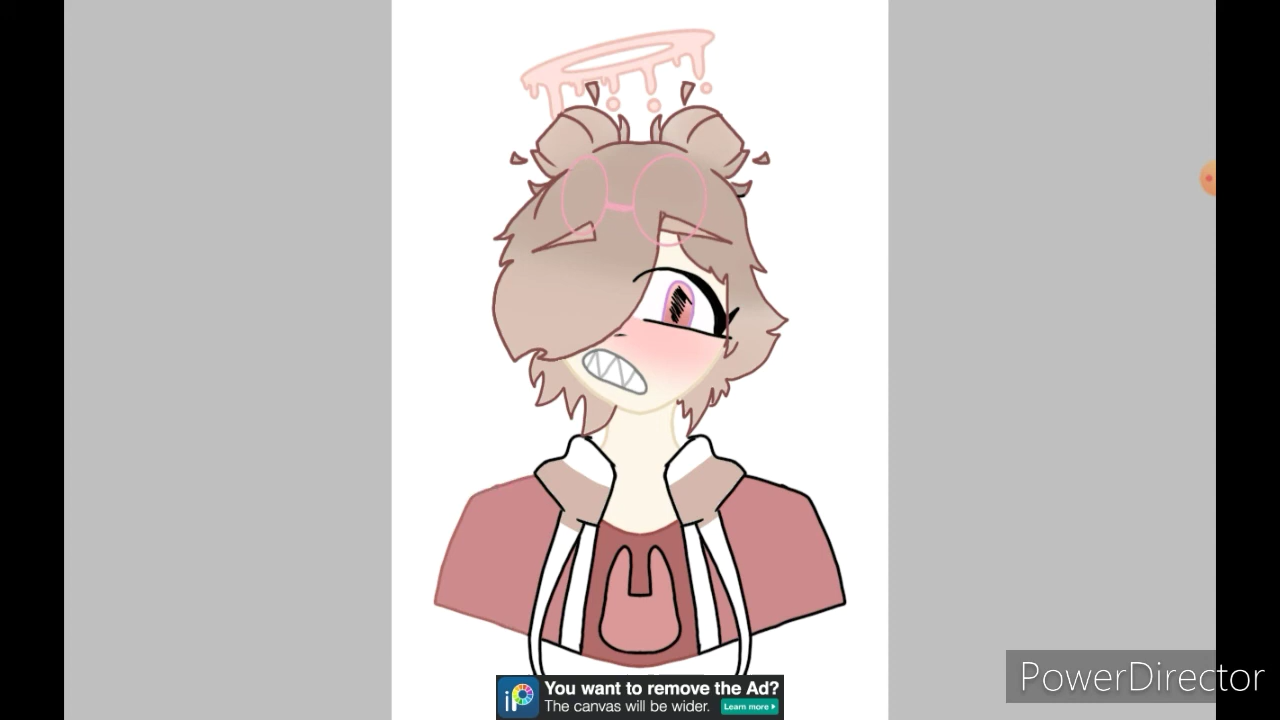 You want to remove the Ad?
The canvas will be wider.
Learn more
PowerDirector